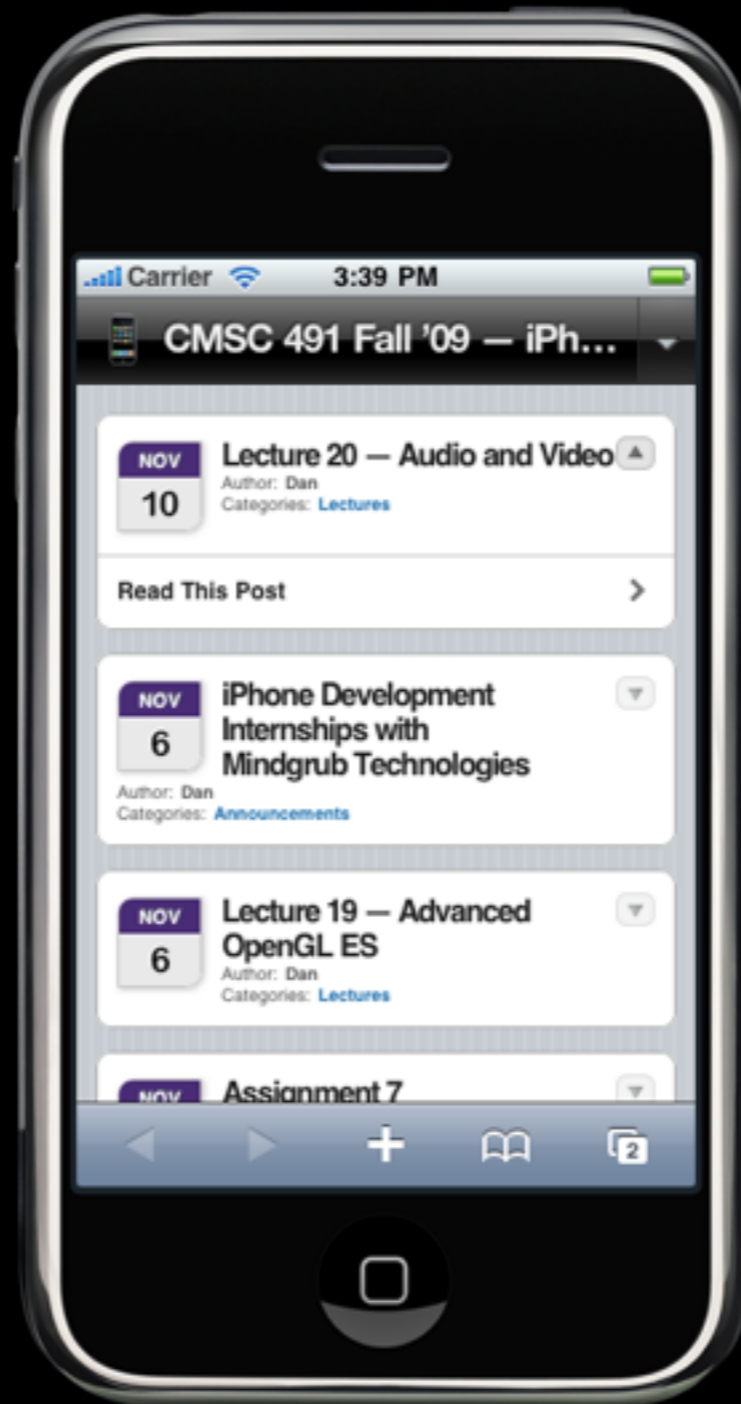 Carrier 3:39 PM
CMSC 491 Fall '09 — iPh...
NOV
10
Lecture 20 — Audio and Video
Author: Dan
Categories: Lectures
Read This Post
NOV
6
iPhone Development
Internships with
Mindgrub Technologies
Author: Dan
Categories: Announcements
NOV
6
Lecture 19 — Advanced
OpenGL ES
Author: Dan
Categories: Lectures
NOV
Assignment 7
2